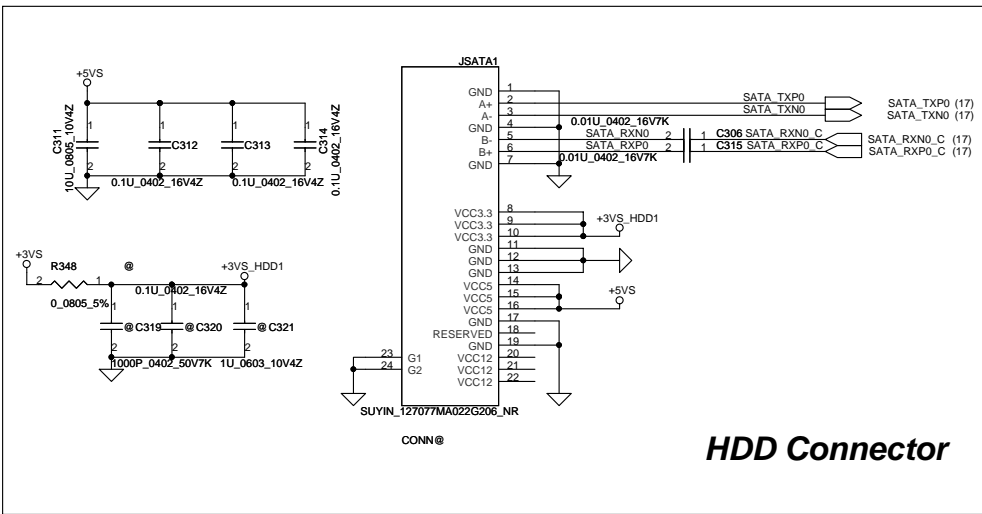 +5VS
C311
10U_0805_10V4Z
1
2
1
C312
2
0.1U_0402_16V4Z
1
C313
2
0.1U_0402_16V4Z
1
C314
2
0.1U_0402_16V4Z
+3VS
R348
2
1
0_0805_5%
@
+3VS_HDD1
0.1U_0402_16V4Z
1
@C319
2
1
@C320
2
1
@C321
2
1000P_0402_50V7K
1U_0603_10V4Z
JSATA1
GND 1
A+ 2
A- 3
GND 4
B- 5
B+ 6
GND 7
SATA_TXP0
SATA_TXN0
0.01U_0402_16V7K
SATA_RXN0 2 1 C306 SATA_RXN0_C
SATA_RXP0 2 1 C315 SATA_RXP0_C
0.01U_0402_16V7K
SATA_TXP0 (17)
SATA_TXN0 (17)
SATA_RXN0_C (17)
SATA_RXP0_C (17)
VCC3.3 8
VCC3.3 9
VCC3.3 10
GND 11
GND 12
GND 13
VCC5 14
VCC5 15
VCC5 16
GND 17
RESERVED 18
GND 19
VCC12 20
VCC12 21
VCC12 22
+3VS_HDD1
+5VS
23 G1
24 G2
SUYIN_127077MA022G206_NR
CONN@
HDD Connector